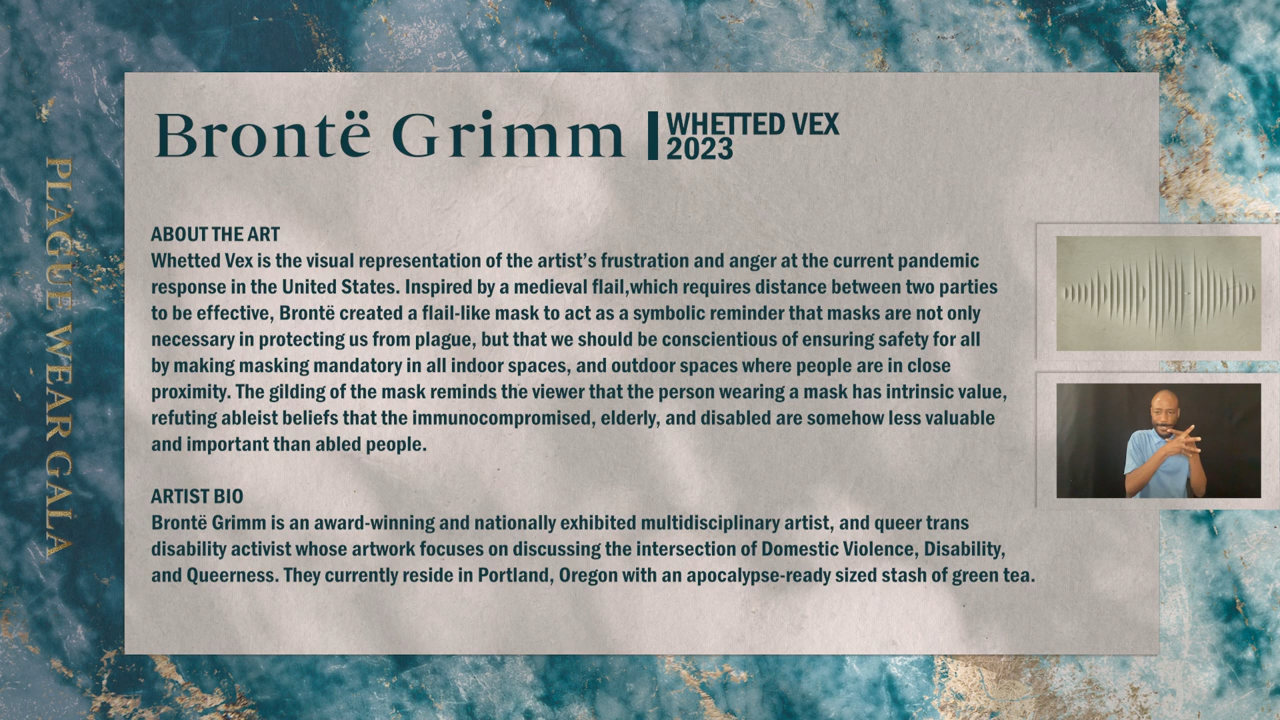 PLAGUE WEAR GALA
Brontë Grimm
WHETTED VEX
2023
ABOUT THE ART
Whetted Vex is the visual representation of the artist’s frustration and anger at the current pandemic
response in the United States. Inspired by a medieval flail,which requires distance between two parties
to be effective, Brontë created a flail-like mask to act as a symbolic reminder that masks are not only
necessary in protecting us from plague, but that we should be conscientious of ensuring safety for all
by making masking mandatory in all indoor spaces, and outdoor spaces where people are in close
proximity. The gilding of the mask reminds the viewer that the person wearing a mask has intrinsic value,
refuting ableist beliefs that the immunocompromised, elderly, and disabled are somehow less valuable
and important than abled people.
ARTIST BIO
Brontë Grimm is an award-winning and nationally exhibited multidisciplinary artist, and queer trans
disability activist whose artwork focuses on discussing the intersection of Domestic Violence, Disability,
and Queerness. They currently reside in Portland, Oregon with an apocalypse-ready sized stash of green tea.